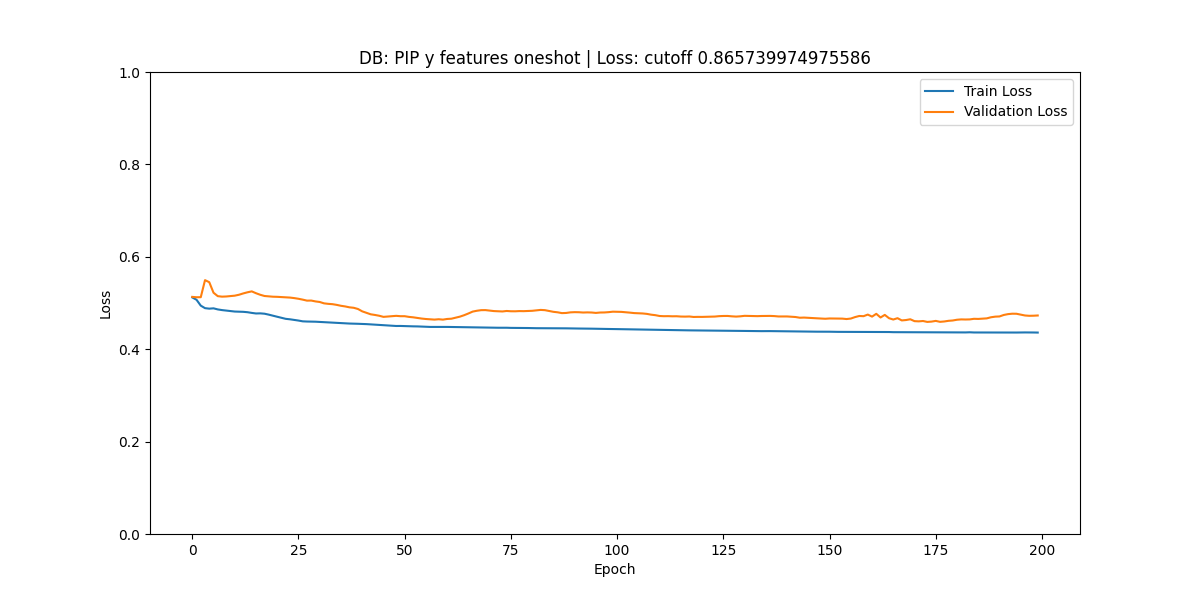 DB: PIP y features oneshot | Loss: cutoff 0.865739974975586
Train Loss
Validation Loss
1.0
0.8
0.6
0.4
0.2
0.0
Loss
0 25 50 75 100 125 150 175 200
Epoch